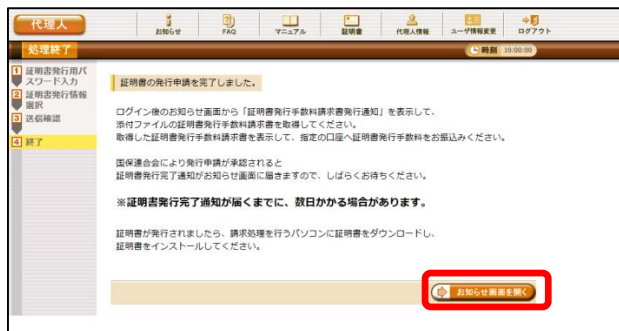 代理人
お知らせ
FAQ
マニュアル
証明書
代理人情報
ユーザ情報変更
ログアウト
処理終了
時刻 10:00:00
1 証明書発行用パスワード入力
2 証明書発行情報選択
3 送信確認
4 終了
証明書の発行申請を完了しました。
ログイン後のお知らせ画面から「証明書発行手数料請求書発行通知」を表示して、
添付ファイルの証明書発行手数料請求書を取得してください。
取得した証明書発行手数料請求書を表示して、指定の口座へ証明書発行手数料をお振込みください。
国保連合会により発行申請が承認されると
証明書発行完了通知がお知らせ画面に届きますので、しばらくお待ちください。
※証明書発行完了通知が届くまでに、数日かかる場合があります。
証明書が発行されましたら、請求処理を行うパソコンに証明書をダウンロードし、
証明書をインストールしてください。
お知らせ画面を開く